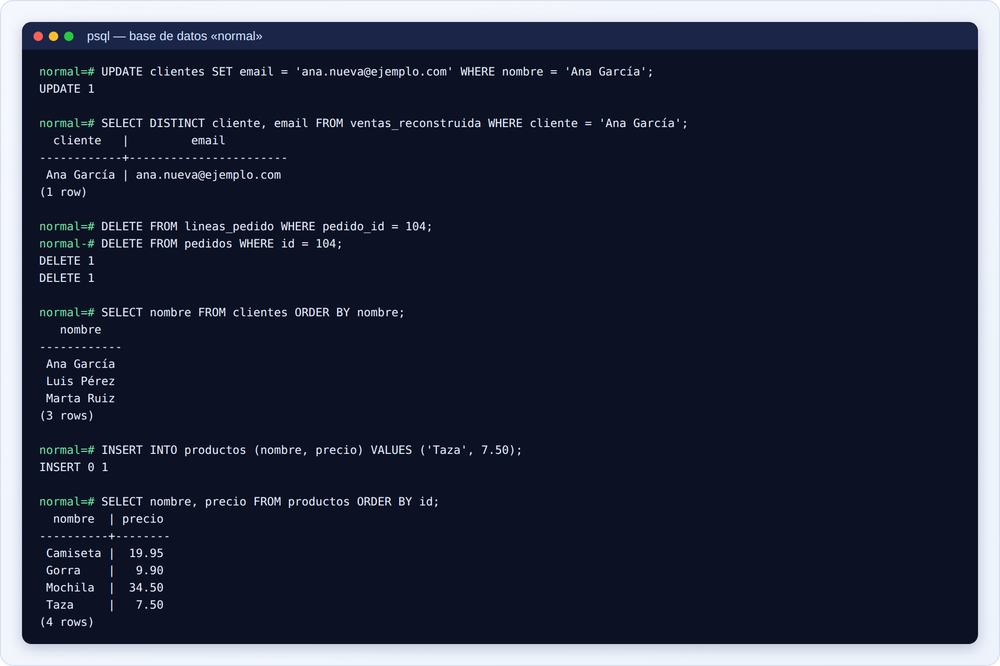 psql — base de datos «normal»
normal=# UPDATE clientes SET email = 'ana.nueva@ejemplo.com' WHERE nombre = 'Ana García';
UPDATE 1
normal=# SELECT DISTINCT cliente, email FROM ventas_reconstruida WHERE cliente = 'Ana García';
  cliente   |         email
------------+-----------------------
 Ana García | ana.nueva@ejemplo.com
(1 row)
normal=# DELETE FROM lineas_pedido WHERE pedido_id = 104;
normal-# DELETE FROM pedidos WHERE id = 104;
DELETE 1
DELETE 1
normal=# SELECT nombre FROM clientes ORDER BY nombre;
   nombre
------------
 Ana García
 Luis Pérez
 Marta Ruiz
(3 rows)
normal=# INSERT INTO productos (nombre, precio) VALUES ('Taza', 7.50);
INSERT 0 1
normal=# SELECT nombre, precio FROM productos ORDER BY id;
  nombre  | precio
----------+--------
 Camiseta |  19.95
 Gorra    |   9.90
 Mochila  |  34.50
 Taza     |   7.50
(4 rows)